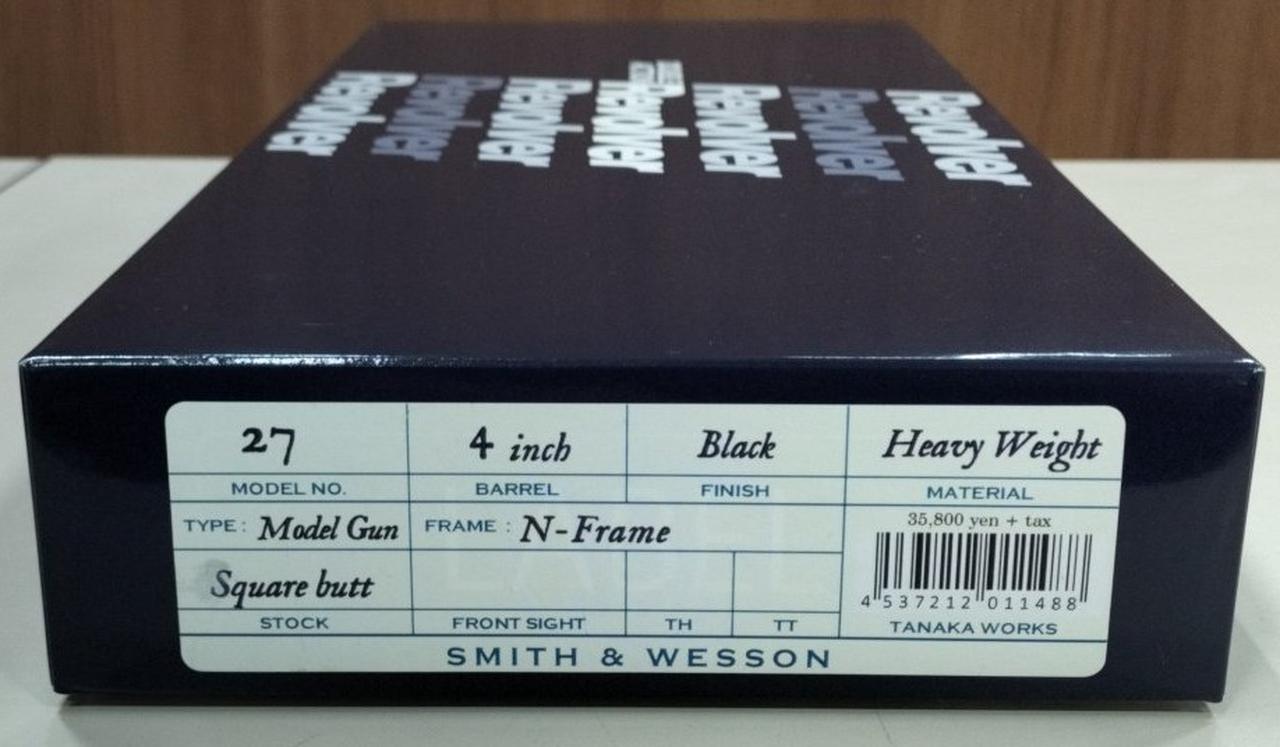 Revolver Revolver Revolver Revolver Revolver Revolver Revolver
27 4 inch Black Heavy Weight
MODEL NO. BARREL FINISH MATERIAL
TYPE : Model Gun FRAME : N-Frame 35,800 yen + tax
Square butt 4 537212 011488
STOCK FRONT SIGHT TH TT TANAKA WORKS
SMITH & WESSON